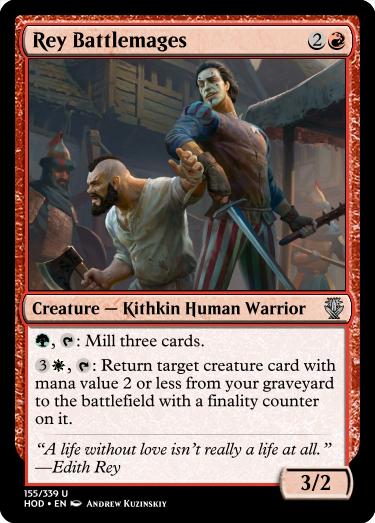 Rey Battlemages 2
Creature — Kithkin Human Warrior
, : Mill three cards.
3 , : Return target creature card with
mana value 2 or less from your graveyard
to the battlefield with a finality counter
on it.
“A life without love isn’t really a life at all.”
—Edith Rey
3/2
155/339 U
HOD • EN Andrew Kuzinskiy